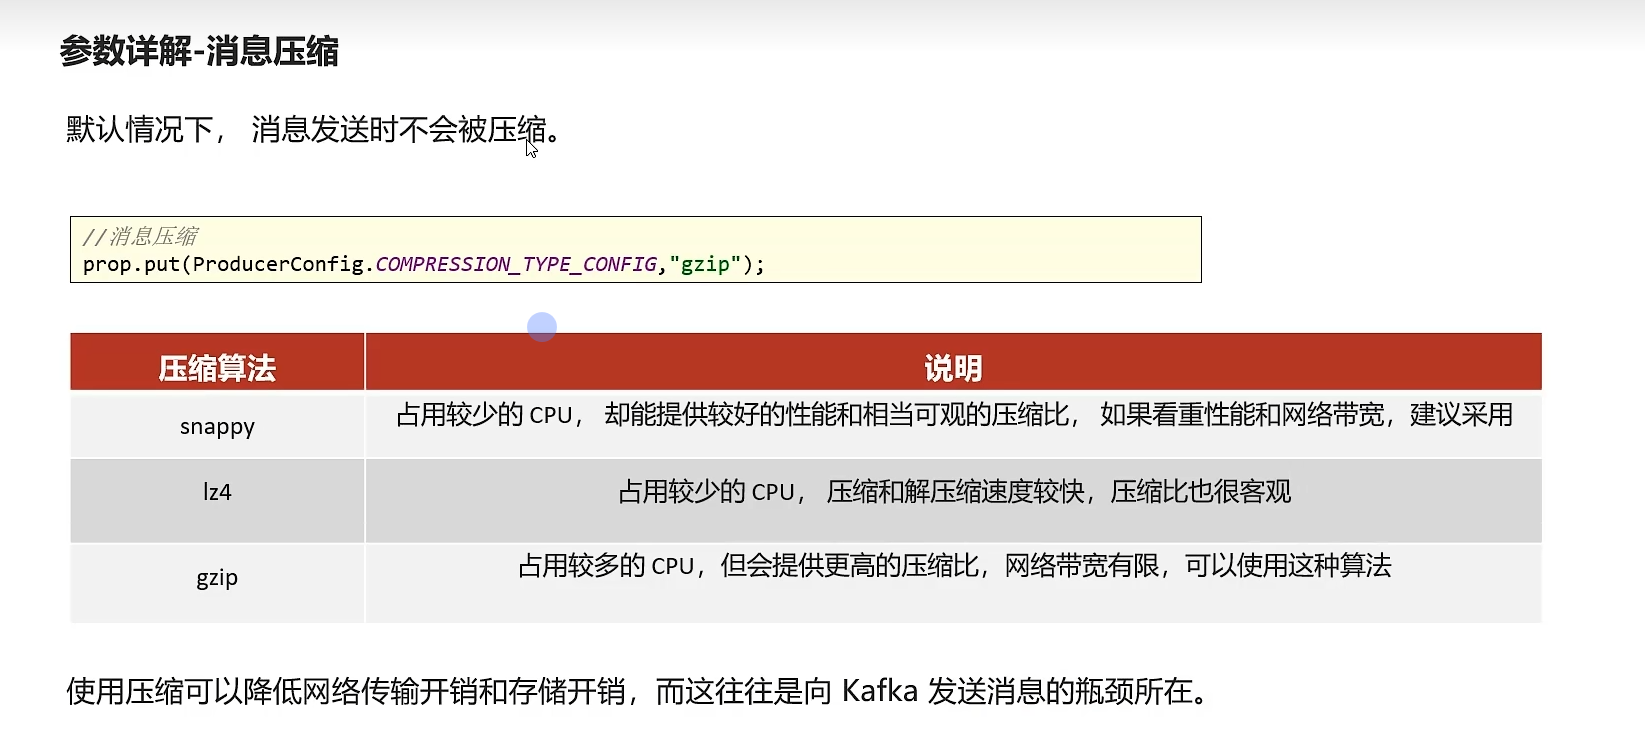 参数详解-消息压缩
默认情况下， 消息发送时不会被压缩。
//消息压缩
prop.put(ProducerConfig.COMPRESSION_TYPE_CONFIG,"gzip");
压缩算法 说明
snappy 占用较少的 CPU， 却能提供较好的性能和相当可观的压缩比， 如果看重性能和网络带宽，建议采用
lz4 占用较少的 CPU， 压缩和解压缩速度较快，压缩比也很客观
gzip 占用较多的 CPU，但会提供更高的压缩比，网络带宽有限，可以使用这种算法
使用压缩可以降低网络传输开销和存储开销，而这往往是向 Kafka 发送消息的瓶颈所在。